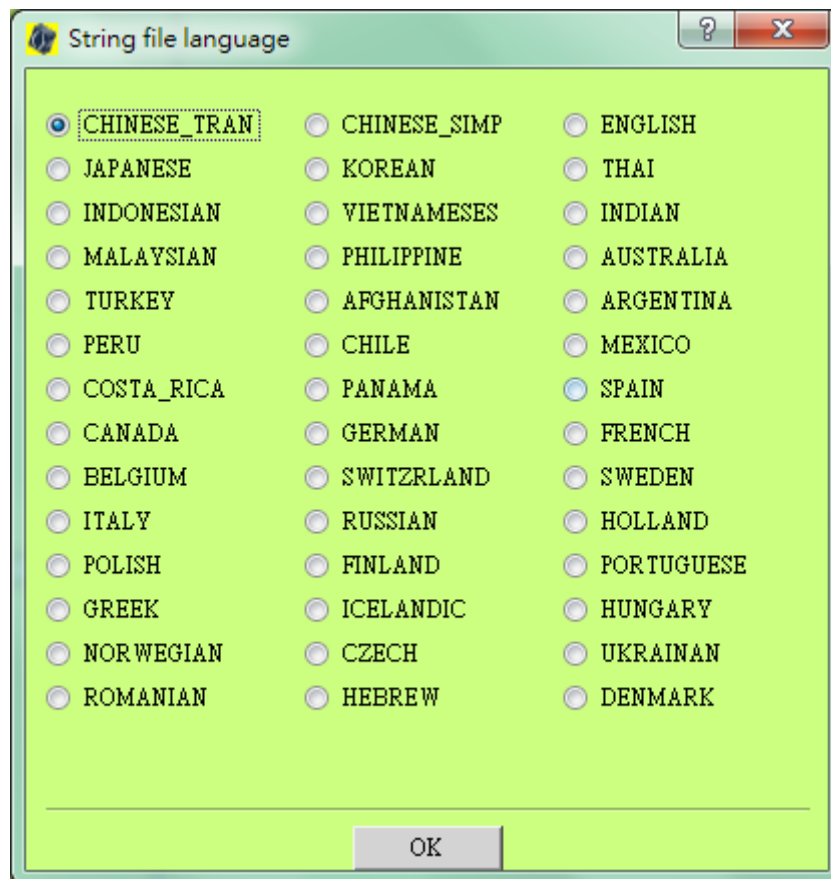 String file language
CHINESE_TRAN CHINESE_SIMP ENGLISH
JAPANESE KOREAN THAI
INDONESIAN VIETNAMESES INDIAN
MALAYSIAN PHILIPPINE AUSTRALIA
TURKEY AFGHANISTAN ARGENTINA
PERU CHILE MEXICO
COSTA_RICA PANAMA SPAIN
CANADA GERMAN FRENCH
BELGIUM SWITZRLAND SWEDEN
ITALY RUSSIAN HOLLAND
POLISH FINLAND PORTUGUESE
GREEK ICELANDIC HUNGARY
NORWEGIAN CZECH UKRAINAN
ROMANIAN HEBREW DENMARK
OK